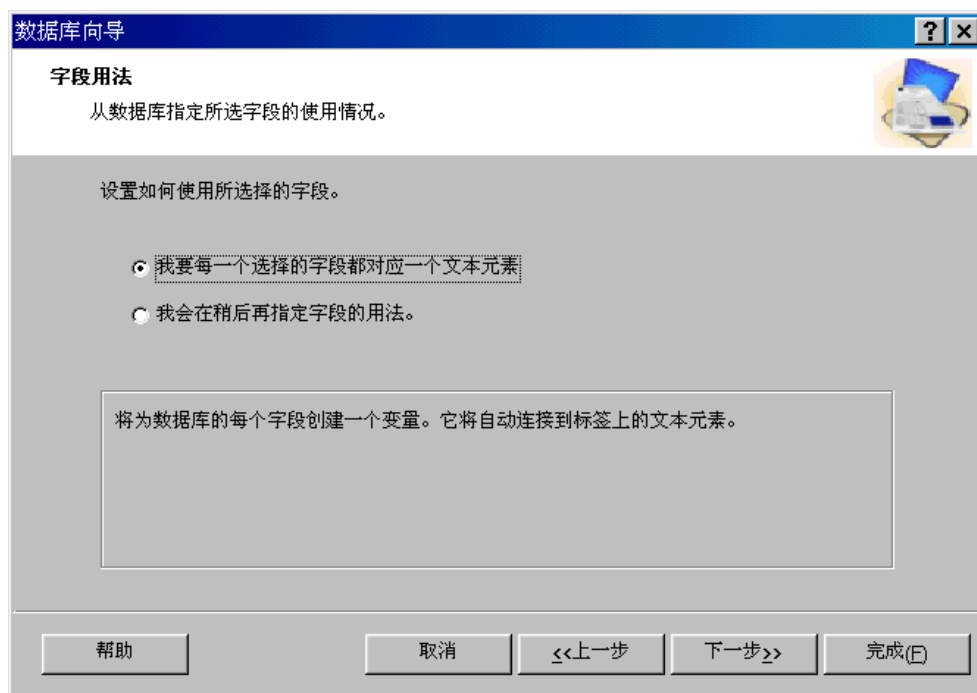 数据库向导
字段用法
从数据库指定所选字段的使用情况。
设置如何使用所选择的字段。
我要每一个选择的字段都对应一个文本元素
我会在稍后再指定字段的用法。
将为数据库的每个字段创建一个变量。它将自动连接到标签上的文本元素。
帮助 取消 <<上一步 下一步>> 完成(F)